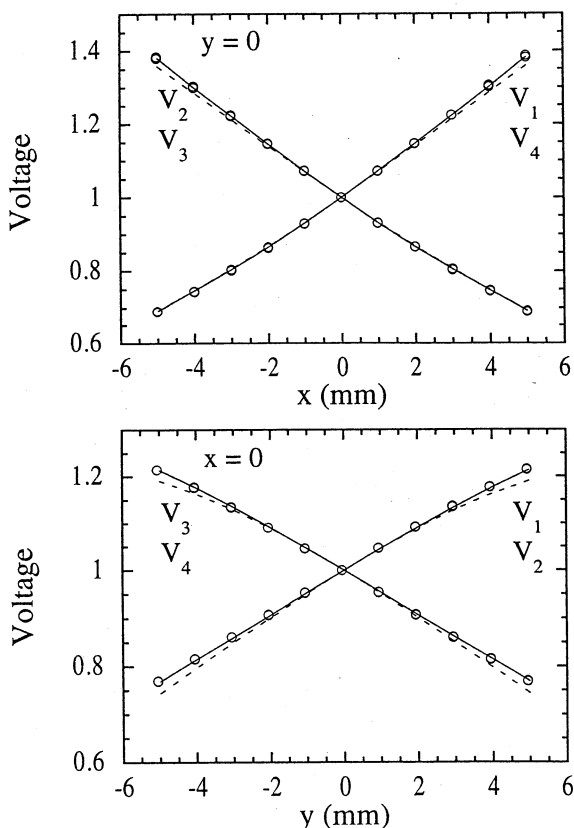 1.4
y = 0
V2
V3
V1
V4
1.2
1
0.8
0.6
Voltage
-6 -4 -2 0 2 4 6
x (mm)
x = 0
1.2
V3
V4
V1
V2
1
0.8
0.6
Voltage
-6 -4 -2 0 2 4 6
y (mm)